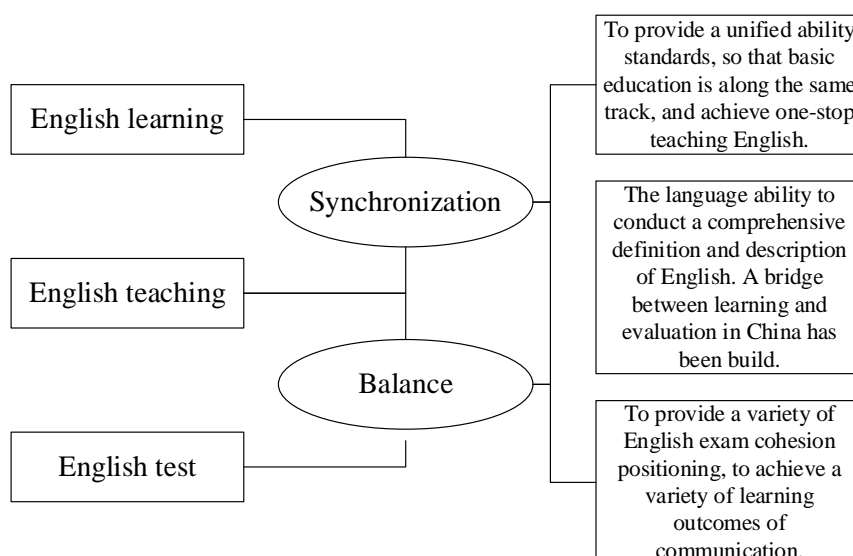 English learning
English teaching
English test
Synchronization
Balance
To provide a unified ability
standards, so that basic
education is along the same
track, and achieve one-stop
teaching English.
The language ability to
conduct a comprehensive
definition and description
of English. A bridge
between learning and
evaluation in China has
been build.
To provide a variety of
English exam cohesion
positioning, to achieve a
variety of learning
outcomes of
communication.